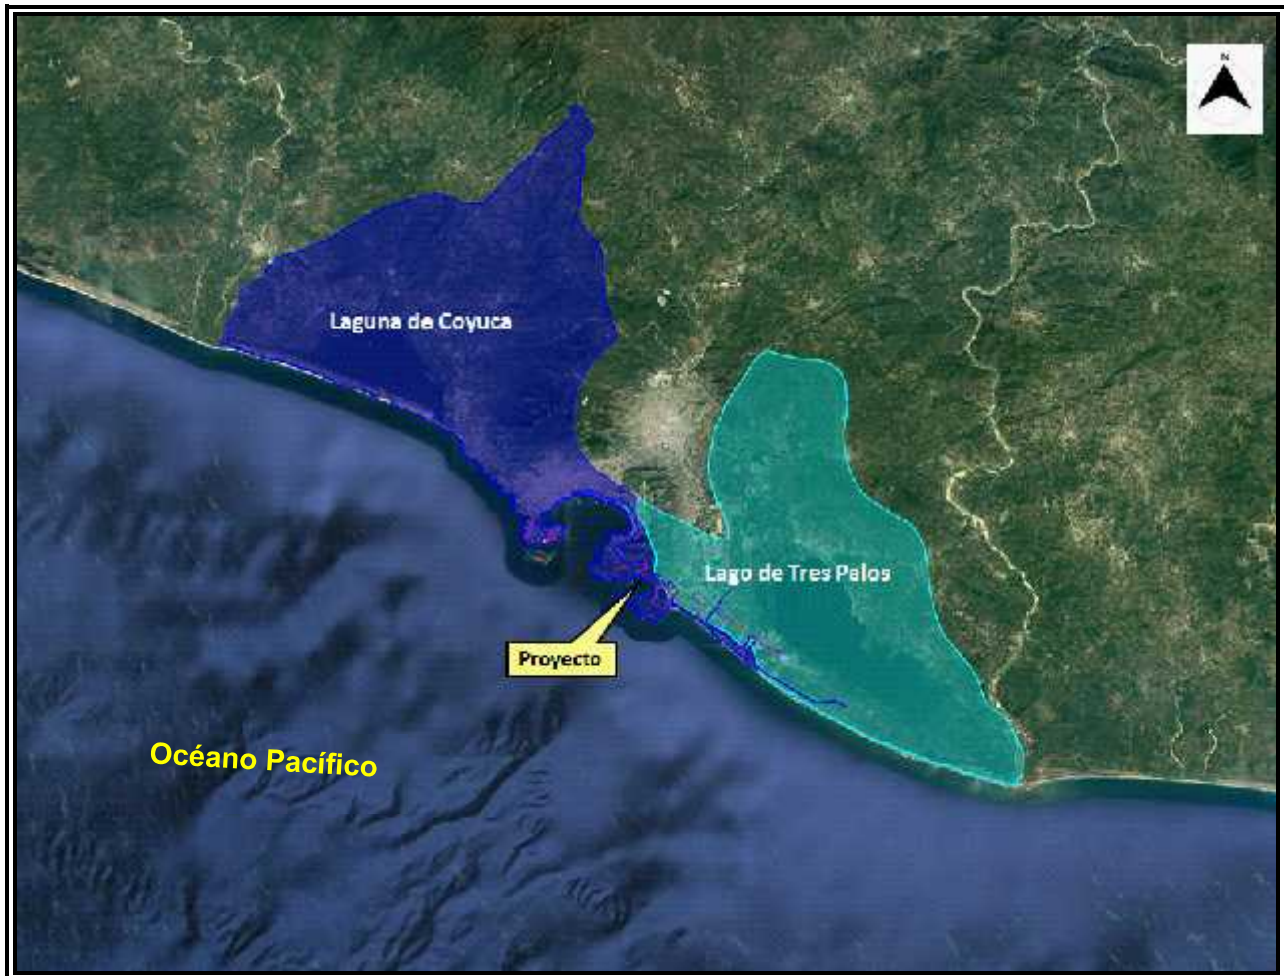 N
Laguna de Coyuca
Lago de Tres Palos
Proyecto
Océano Pacífico